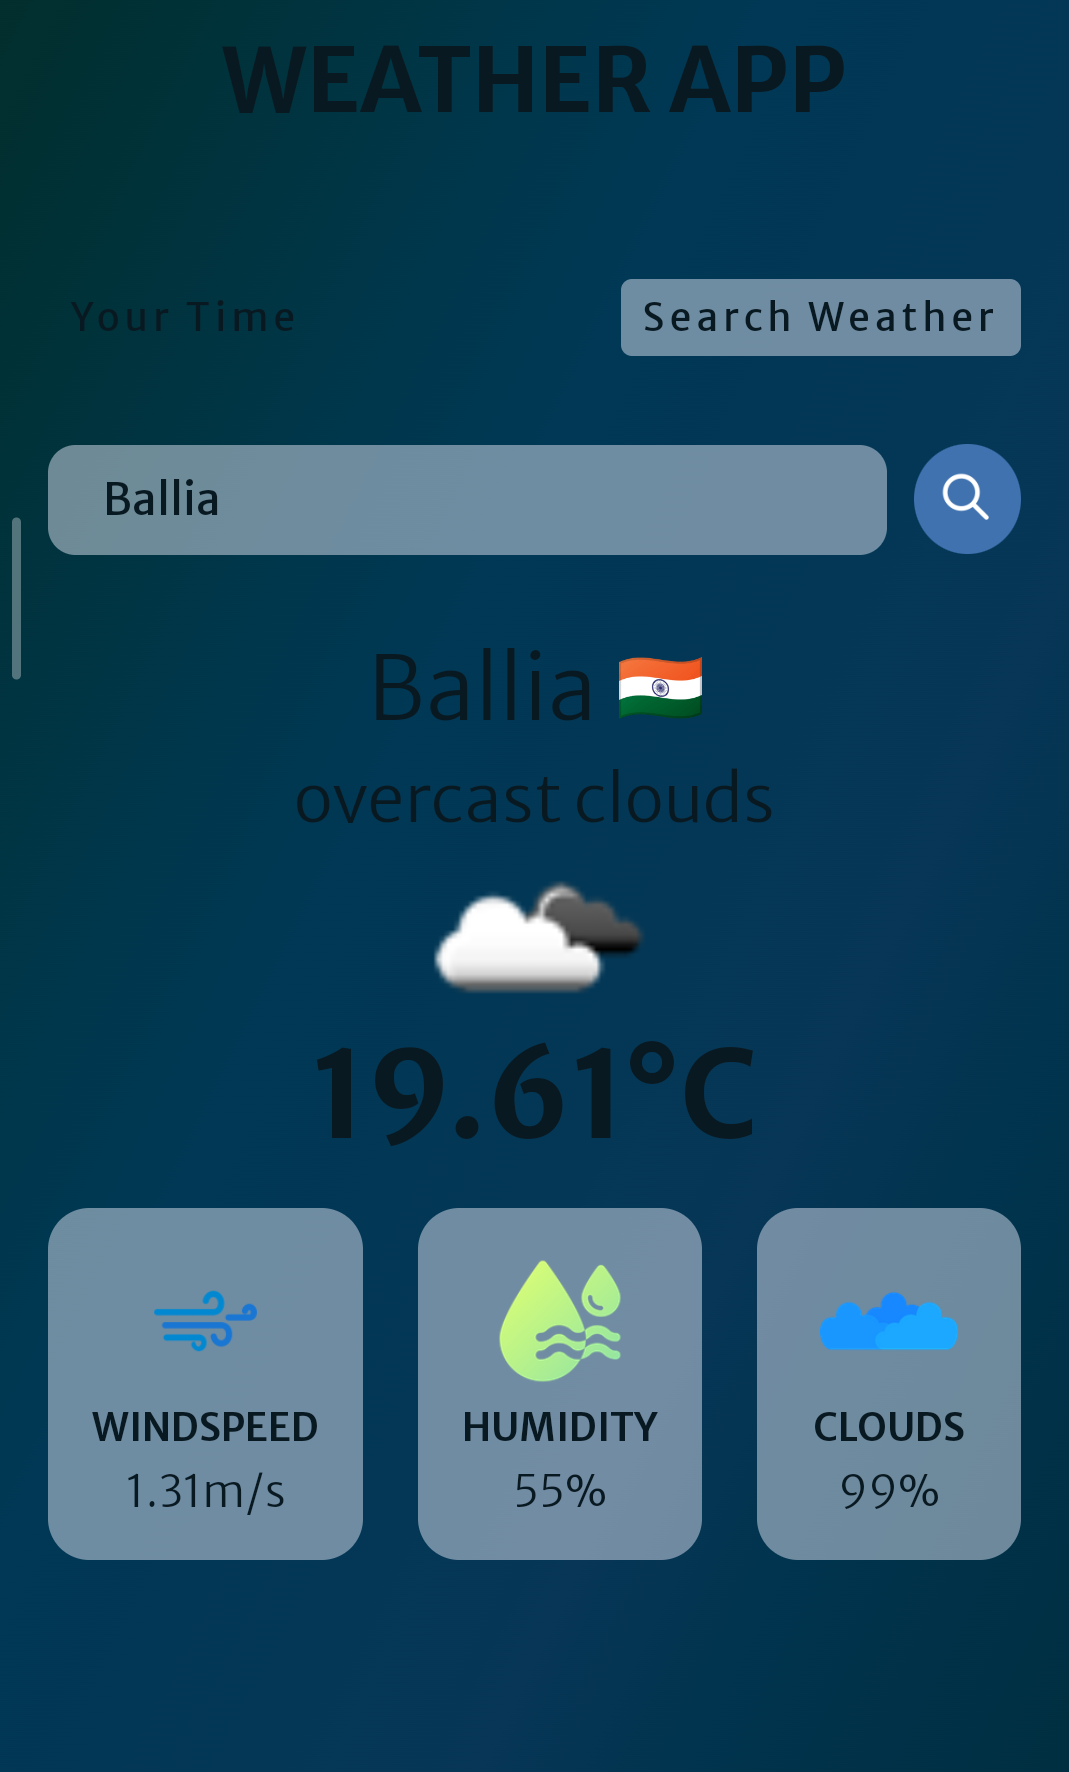 WEATHER APP
Your Time
Search Weather
Ballia
Ballia
overcast clouds
19.61°C
WINDSPEED
1.31m/s
HUMIDITY
55%
CLOUDS
99%